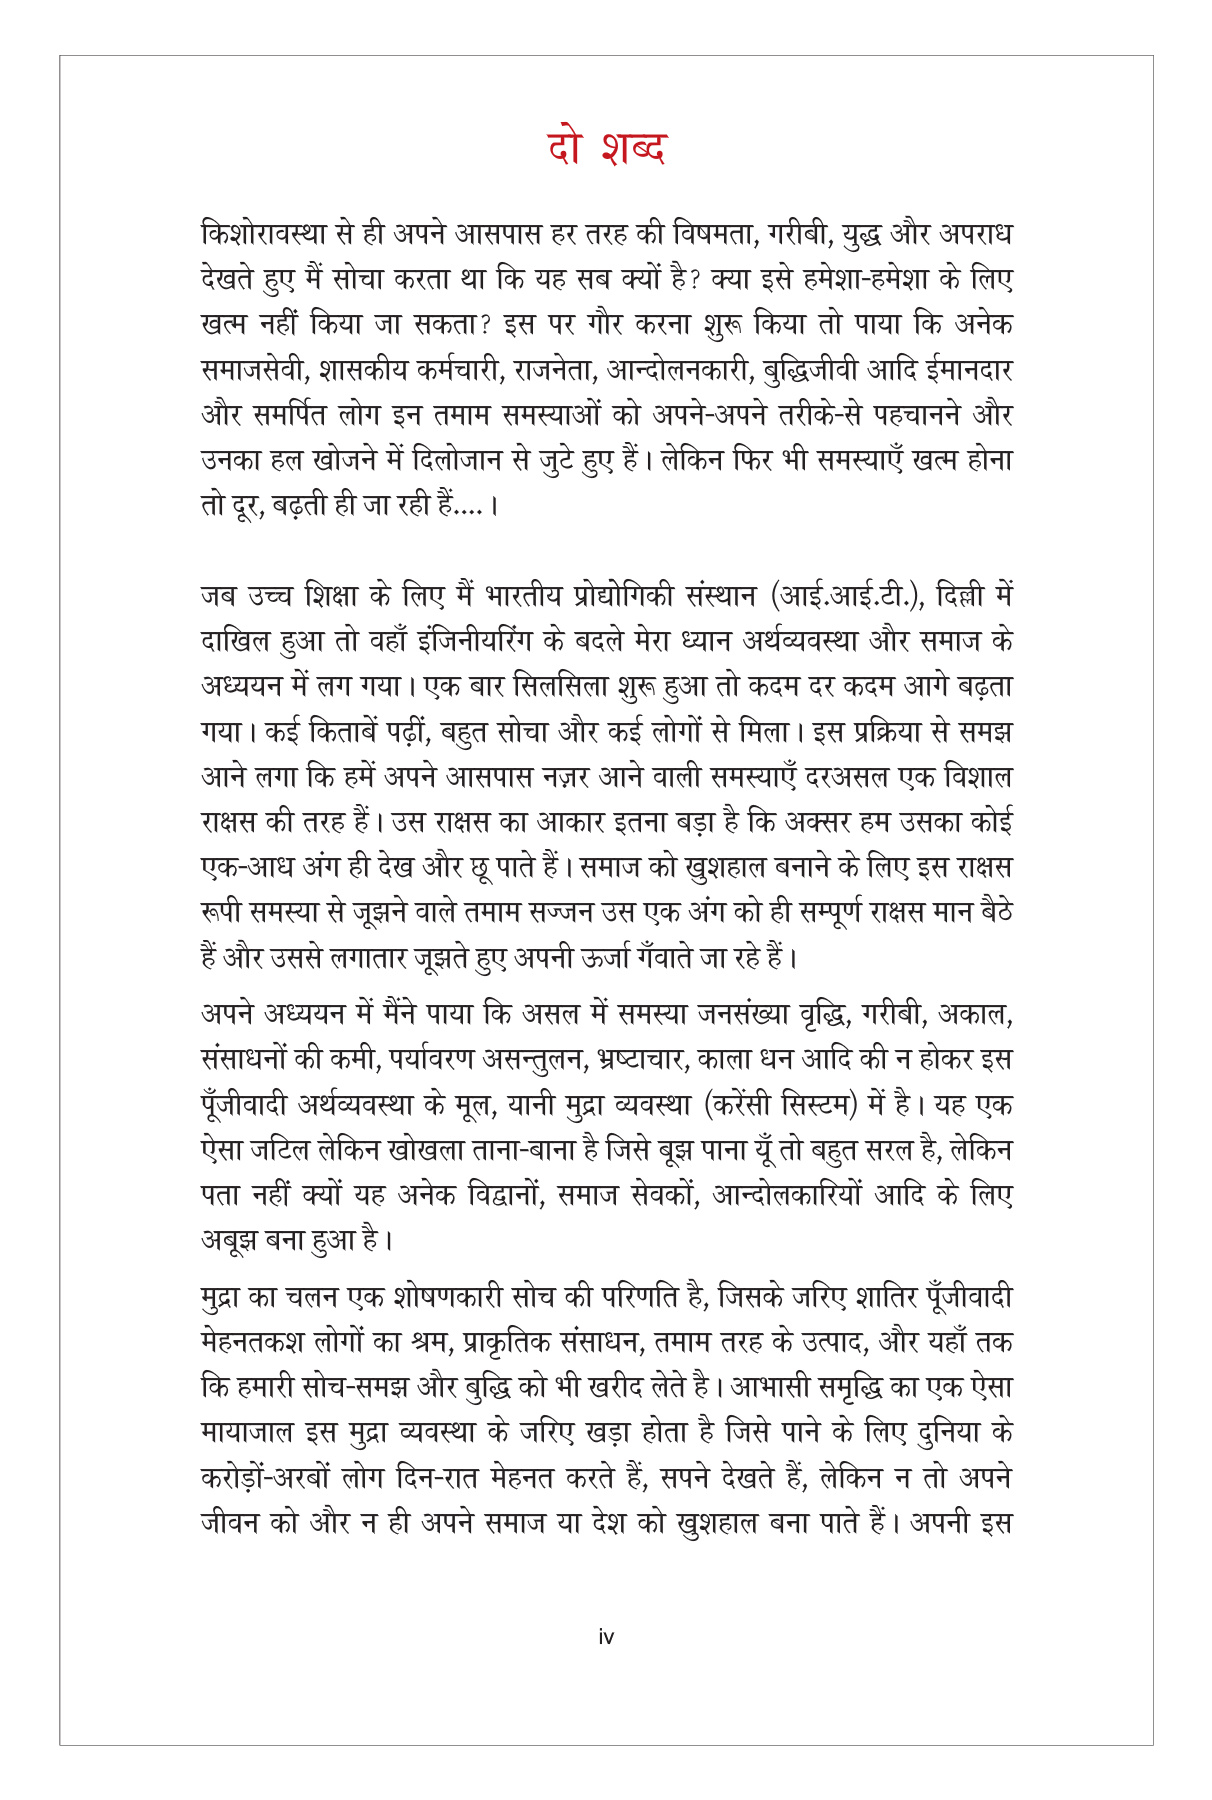 दो शब्द
किशोरावस्था से ही अपने आसपास हर तरह की विषमता, गरीबी, युद्ध और अपराध
देखते हुए मैं सोचा करता था कि यह सब क्यों है? क्या इसे हमेशा-हमेशा के लिए
खत्म नहीं किया जा सकता? इस पर गौर करना शुरू किया तो पाया कि अनेक
समाजसेवी, शासकीय कर्मचारी, राजनेता, आन्दोलनकारी, बुद्धिजीवी आदि ईमानदार
और समर्पित लोग इन तमाम समस्याओं को अपने-अपने तरीके-से पहचानने और
उनका हल खोजने में दिलोजान से जुटे हुए हैं। लेकिन फिर भी समस्याएँ खत्म होना
तो दूर, बढ़ती ही जा रही हैं....।
जब उच्च शिक्षा के लिए मैं भारतीय प्रोद्योगिकी संस्थान (आई.आई.टी.), दिल्ली में
दाखिल हुआ तो वहाँ इंजिनीयरिंग के बदले मेरा ध्यान अर्थव्यवस्था और समाज के
अध्ययन में लग गया। एक बार सिलसिला शुरू हुआ तो कदम दर कदम आगे बढ़ता
गया। कई किताबें पढ़ीं, बहुत सोचा और कई लोगों से मिला। इस प्रक्रिया से समझ
आने लगा कि हमें अपने आसपास नज़र आने वाली समस्याएँ दरअसल एक विशाल
राक्षस की तरह हैं। उस राक्षस का आकार इतना बड़ा है कि अक्सर हम उसका कोई
एक-आध अंग ही देख और छू पाते हैं। समाज को खुशहाल बनाने के लिए इस राक्षस
रूपी समस्या से जूझने वाले तमाम सज्जन उस एक अंग को ही सम्पूर्ण राक्षस मान बैठे
हैं और उससे लगातार जूझते हुए अपनी ऊर्जा गँवाते जा रहे हैं।
अपने अध्ययन में मैंने पाया कि असल में समस्या जनसंख्या वृद्धि, गरीबी, अकाल,
संसाधनों की कमी, पर्यावरण असन्तुलन, भ्रष्टाचार, काला धन आदि की न होकर इस
पूँजीवादी अर्थव्यवस्था के मूल, यानी मुद्रा व्यवस्था (करेंसी सिस्टम) में है। यह एक
ऐसा जटिल लेकिन खोखला ताना-बाना है जिसे बूझ पाना यूँ तो बहुत सरल है, लेकिन
पता नहीं क्यों यह अनेक विद्वानों, समाज सेवकों, आन्दोलकारियों आदि के लिए
अबूझ बना हुआ है।
मुद्रा का चलन एक शोषणकारी सोच की परिणति है, जिसके जरिए शातिर पूँजीवादी
मेहनतकश लोगों का श्रम, प्राकृतिक संसाधन, तमाम तरह के उत्पाद, और यहाँ तक
कि हमारी सोच-समझ और बुद्धि को भी खरीद लेते है। आभासी समृद्धि का एक ऐसा
मायाजाल इस मुद्रा व्यवस्था के जरिए खड़ा होता है जिसे पाने के लिए दुनिया के
करोड़ों-अरबों लोग दिन-रात मेहनत करते हैं, सपने देखते हैं, लेकिन न तो अपने
जीवन को और न ही अपने समाज या देश को खुशहाल बना पाते हैं। अपनी इस
iv